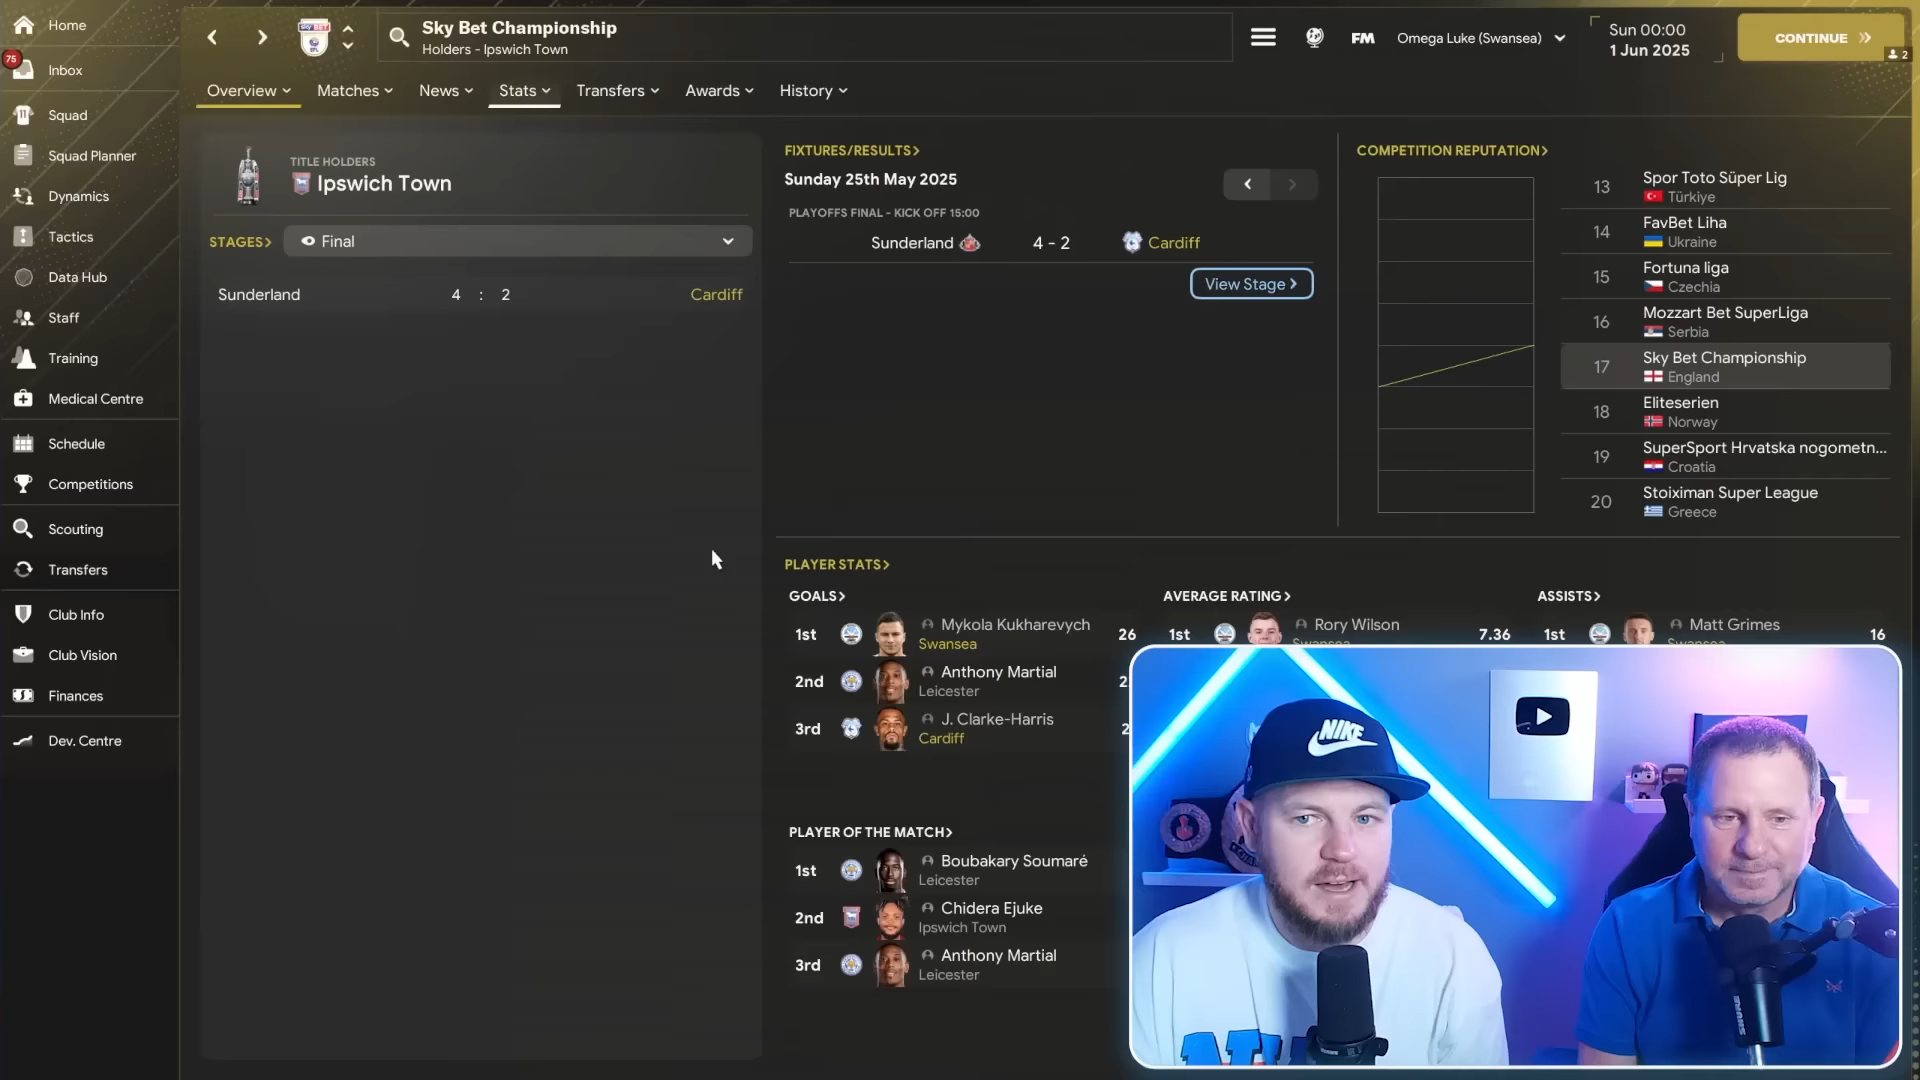 Home
75
Inbox
Squad
Squad Planner
Dynamics
Tactics
Data Hub
Staff
Training
Medical Centre
Schedule
Competitions
Scouting
Transfers
Club Info
Club Vision
Finances
Dev. Centre
Sky Bet Championship
Holders - Ipswich Town
FM
Omega Luke (Swansea)
Sun 00:00
1 Jun 2025
CONTINUE
2
Overview
Matches
News
Stats
Transfers
Awards
History
TITLE HOLDERS
Ipswich Town
STAGES
Final
Sunderland 4 : 2 Cardiff
FIXTURES/RESULTS
Sunday 25th May 2025
PLAYOFFS FINAL - KICK OFF 15:00
Sunderland 4 - 2 Cardiff
View Stage
COMPETITION REPUTATION
13 Spor Toto Süper Lig
Türkiye
14 FavBet Liha
Ukraine
15 Fortuna liga
Czechia
16 Mozzart Bet SuperLiga
Serbia
17 Sky Bet Championship
England
18 Eliteserien
Norway
19 SuperSport Hrvatska nogometn...
Croatia
20 Stoiximan Super League
Greece
PLAYER STATS
GOALS
1st Mykola Kukharevych 26
Swansea
2nd Anthony Martial 2
Leicester
3rd J. Clarke-Harris 2
Cardiff
AVERAGE RATING
1st Rory Wilson 7.36
Swansea
ASSISTS
1st Matt Grimes 16
Swansea
PLAYER OF THE MATCH
1st Boubakary Soumaré
Leicester
2nd Chidera Ejuke
Ipswich Town
3rd Anthony Martial
Leicester
NIKE